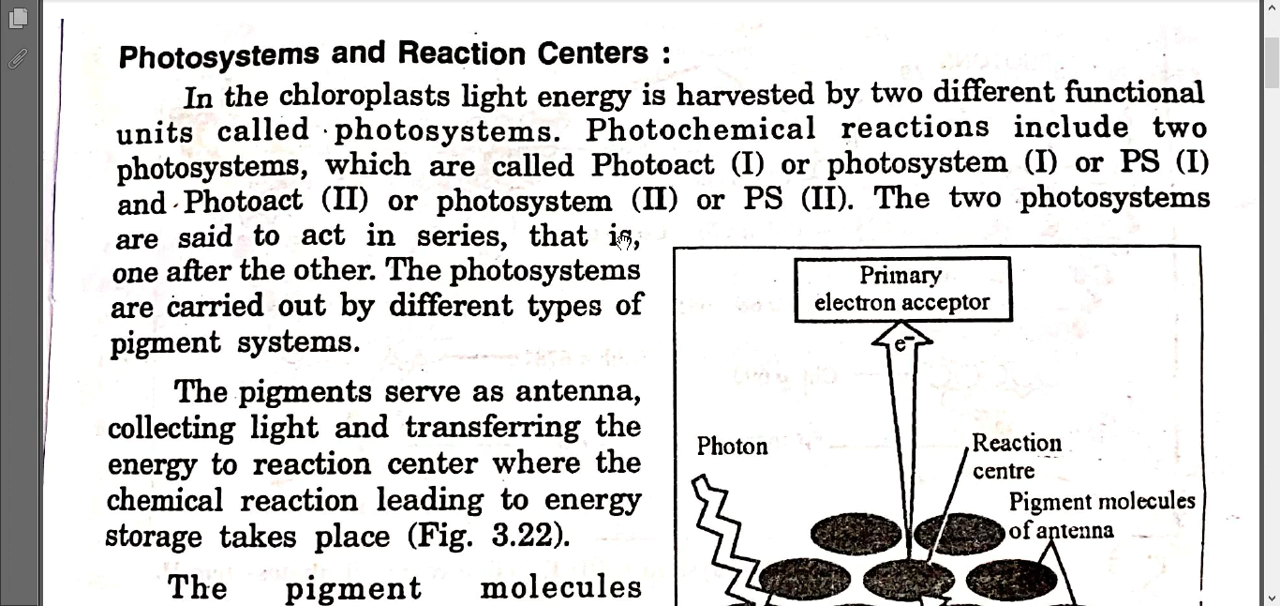 Photosystems and Reaction Centers :
In the chloroplasts light energy is harvested by two different functional
units called photosystems. Photochemical reactions include two
photosystems, which are called Photoact (I) or photosystem (I) or PS (I)
and Photoact (II) or photosystem (II) or PS (II). The two photosystems
are said to act in series, that is,
one after the other. The photosystems
are carried out by different types of
pigment systems.
The pigments serve as antenna,
collecting light and transferring the
energy to reaction center where the
chemical reaction leading to energy
storage takes place (Fig. 3.22).
The pigment molecules
Primary
electron acceptor
e⁻
Photon
Reaction
centre
Pigment molecules
of antenna